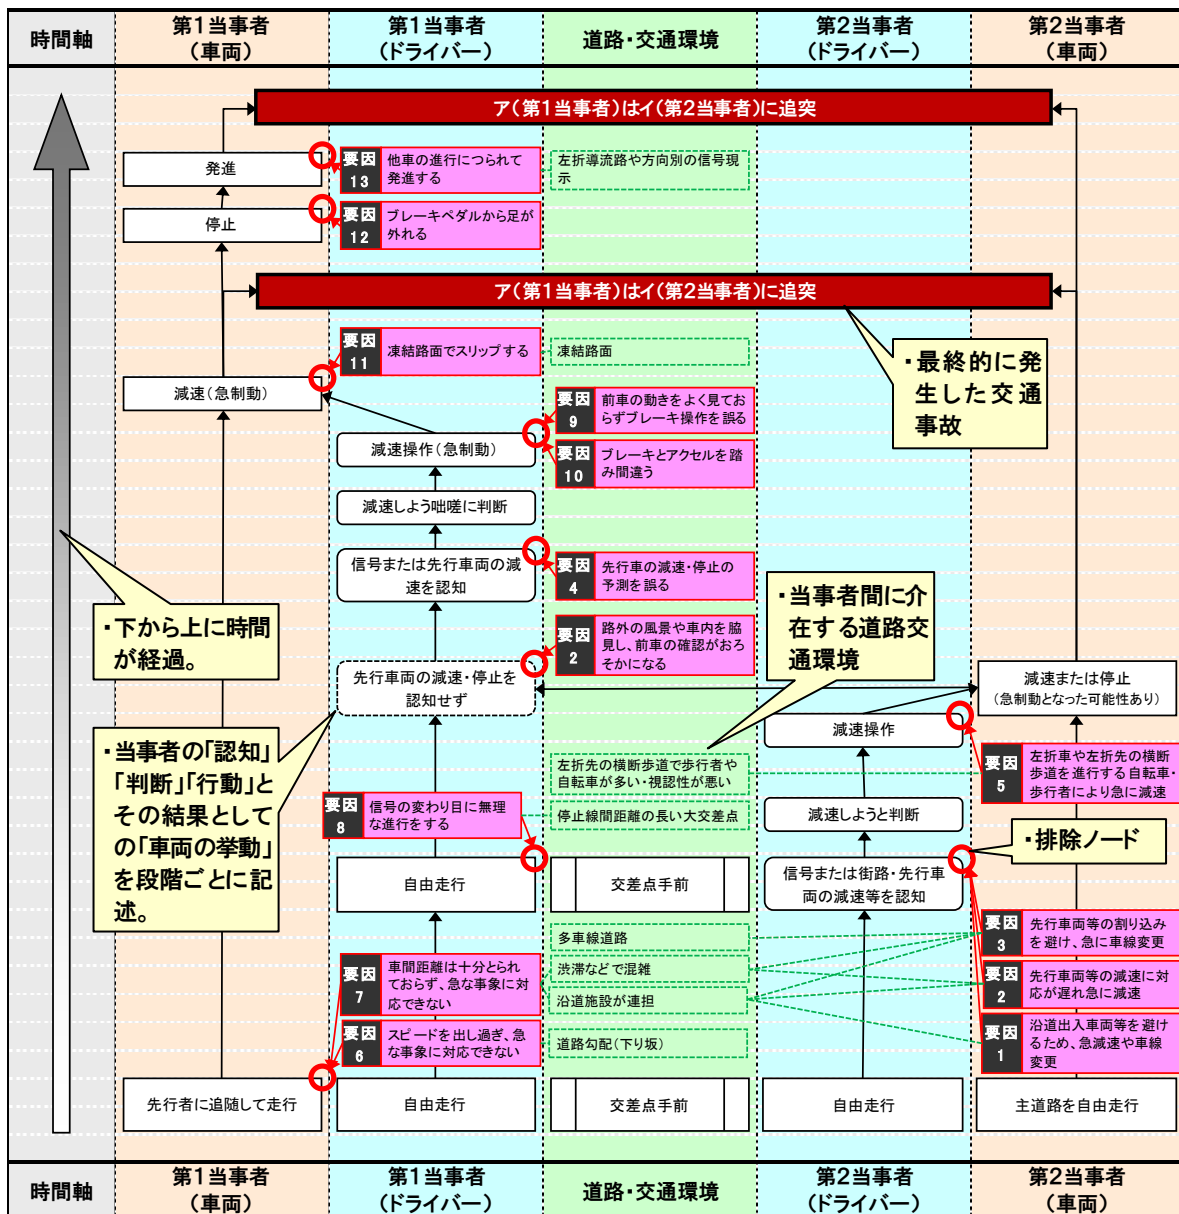 時間軸
第1当事者
(車両)
第1当事者
(ドライバー)
道路・交通環境
第2当事者
(ドライバー)
第2当事者
(車両)
ア(第1当事者)はイ(第2当事者)に追突
発進
要因
13
他車の進行につられて
発進する
左折導流路や方向別の信号現
示
停止
要因
12
ブレーキペダルから足が
外れる
ア(第1当事者)はイ(第2当事者)に追突
要因
11
凍結路面でスリップする
凍結路面
・最終的に発
生した交通
事故
減速(急制動)
要因
9
前車の動きをよく見てお
らずブレーキ操作を誤る
減速操作(急制動)
要因
10
ブレーキとアクセルを踏
み間違う
減速しよう咄嗟に判断
信号または先行車両の減
速を認知
要因
4
先行車の減速・停止の
予測を誤る
・下から上に時間
が経過。
・当事者間に介
在する道路交
通環境
要因
2
路外の風景や車内を脇
見し、前車の確認がおろ
そかになる
先行車両の減速・停止を
認知せず
減速または停止
(急制動となった可能性あり)
減速操作
・当事者の「認知」
「判断」「行動」と
その結果として
の「車両の挙動」
を段階ごとに記
述。
左折先の横断歩道で歩行者や
自転車が多い・視認性が悪い
要因
5
左折車や左折先の横断
歩道を進行する自転車・
歩行者により急に減速
要因
8
信号の変わり目に無理
な進行をする
停止線間距離の長い大交差点
減速しようと判断
・排除ノード
自由走行
交差点手前
信号または街路・先行車
両の減速等を認知
多車線道路
要因
3
先行車両等の割り込み
を避け、急に車線変更
要因
7
車間距離は十分とられ
ておらず、急な事象に対
応できない
渋滞などで混雑
沿道施設が連担
要因
2
先行車両等の減速に対
応が遅れ急に減速
要因
6
スピードを出し過ぎ、急
な事象に対応できない
道路勾配(下り坂)
要因
1
沿道出入車両等を避け
るため、急減速や車線
変更
先行者に追随して走行
自由走行
交差点手前
自由走行
主道路を自由走行
時間軸
第1当事者
(車両)
第1当事者
(ドライバー)
道路・交通環境
第2当事者
(ドライバー)
第2当事者
(車両)